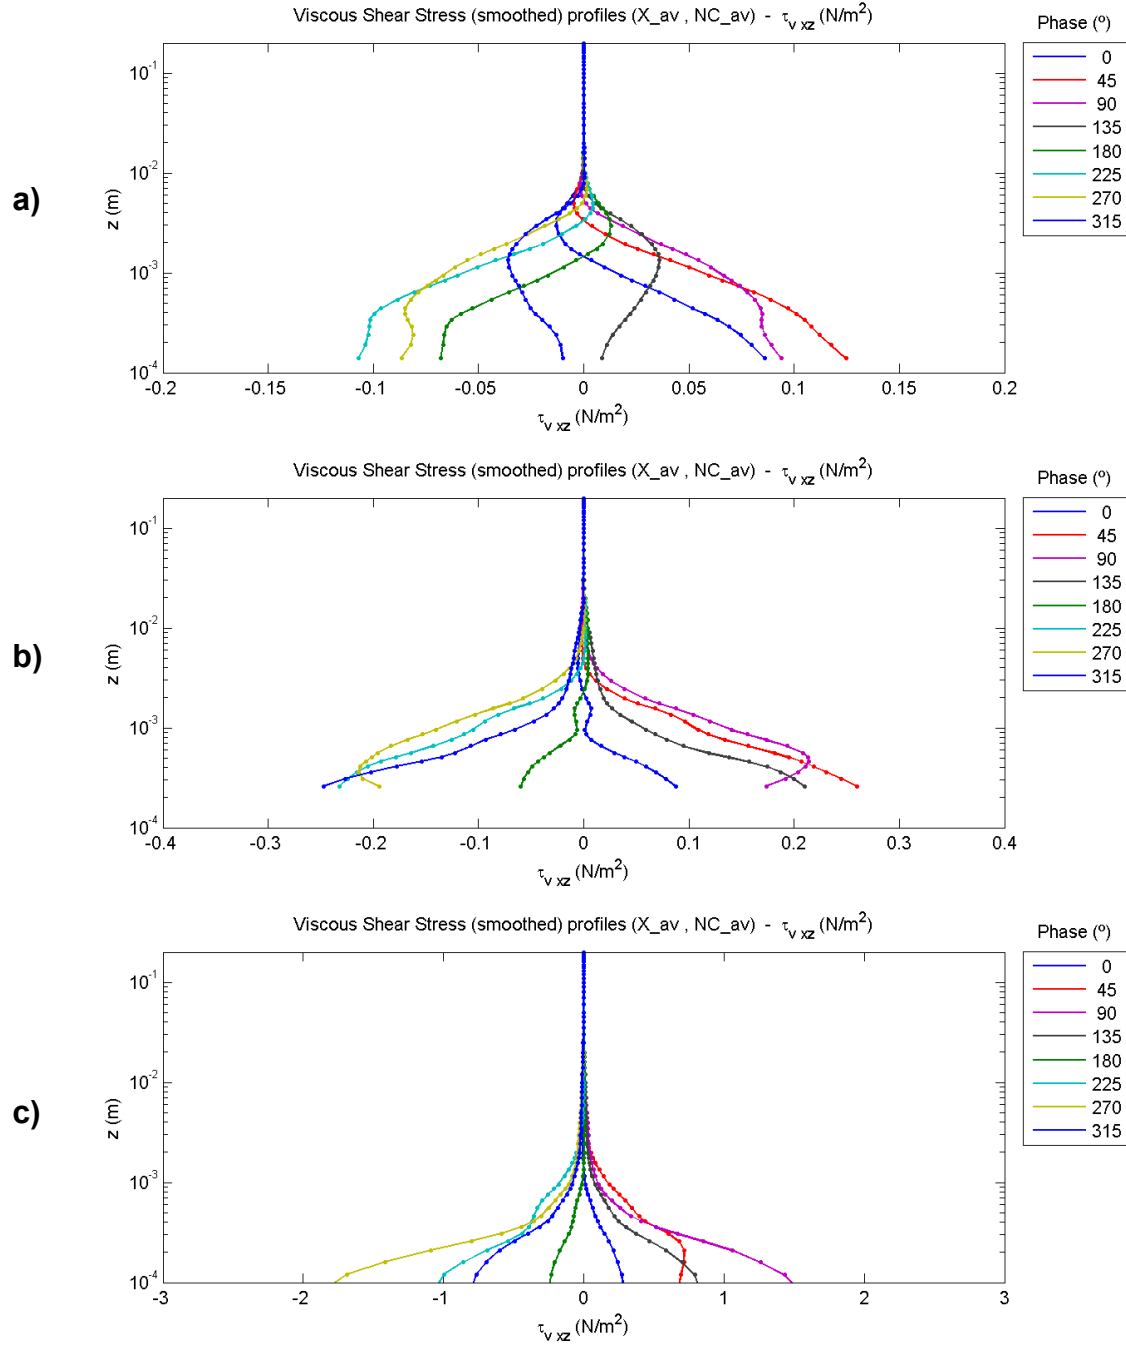 Viscous Shear Stress (smoothed) profiles (X_av , NC_av) - τv xz (N/m²)
Phase (º)
0
45
90
135
180
225
270
315
a)
z (m)
10⁻¹
10⁻²
10⁻³
10⁻⁴
-0.2 -0.15 -0.1 -0.05 0 0.05 0.1 0.15 0.2
τv xz (N/m²)
Viscous Shear Stress (smoothed) profiles (X_av , NC_av) - τv xz (N/m²)
Phase (º)
0
45
90
135
180
225
270
315
b)
z (m)
10⁻¹
10⁻²
10⁻³
10⁻⁴
-0.4 -0.3 -0.2 -0.1 0 0.1 0.2 0.3 0.4
τv xz (N/m²)
Viscous Shear Stress (smoothed) profiles (X_av , NC_av) - τv xz (N/m²)
Phase (º)
0
45
90
135
180
225
270
315
c)
z (m)
10⁻¹
10⁻²
10⁻³
10⁻⁴
-3 -2 -1 0 1 2 3
τv xz (N/m²)